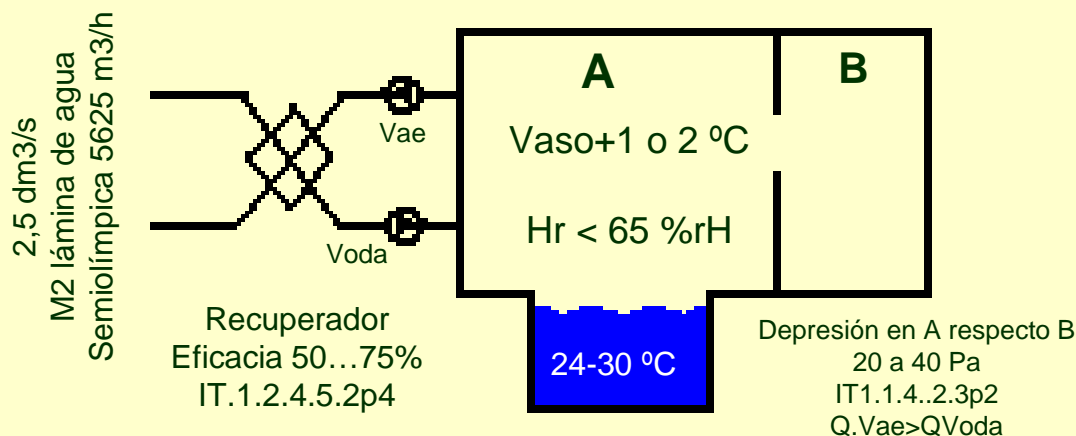 2,5 dm3/s
M2 lámina de agua
Semiolímpica 5625 m3/h
Vae
Voda
Recuperador
Eficacia 50…75%
IT.1.2.4.5.2p4
A
B
Vaso+1 o 2 ºC
Hr < 65 %rH
24-30 ºC
Depresión en A respecto B
20 a 40 Pa
IT1.1.4..2.3p2
Q.Vae>QVoda